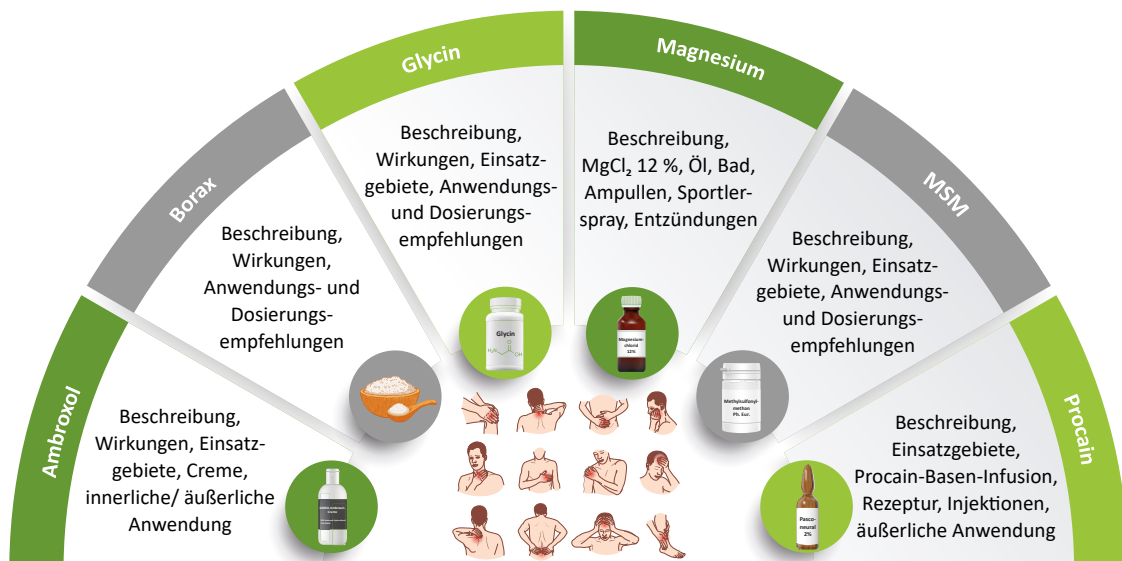 Ambroxol
Beschreibung,
Wirkungen, Einsatz-
gebiete, Creme,
innerliche/ äußerliche
Anwendung
Borax
Beschreibung,
Wirkungen,
Anwendungs- und
Dosierungs-
empfehlungen
Glycin
Beschreibung,
Wirkungen, Einsatz-
gebiete, Anwendungs-
und Dosierungs-
empfehlungen
Glycin
H₂N
O
OH
Magnesium
Beschreibung,
MgCl₂ 12 %, Öl, Bad,
Ampullen, Sportler-
spray, Entzündungen
Magnesium-
chlorid
12%
MSM
Beschreibung,
Wirkungen, Einsatz-
gebiete, Anwendungs-
und Dosierungs-
empfehlungen
Methylsulfonyl-
methan
Ph. Eur.
Procain
Beschreibung,
Einsatzgebiete,
Procain-Basen-Infusion,
Rezeptur, Injektionen,
äußerliche Anwendung
Pasco-
neural
2%